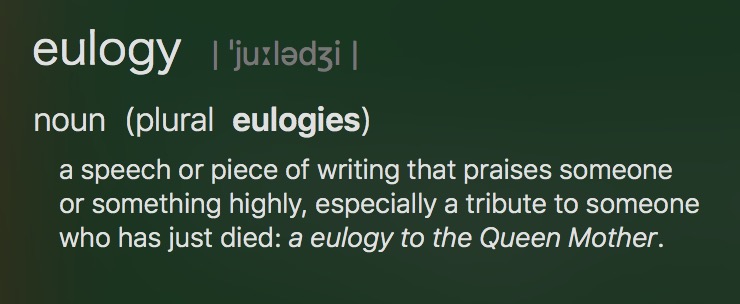 eulogy | ˈjuːlədʒi |
noun (plural eulogies)
a speech or piece of writing that praises someone
or something highly, especially a tribute to someone
who has just died: a eulogy to the Queen Mother.